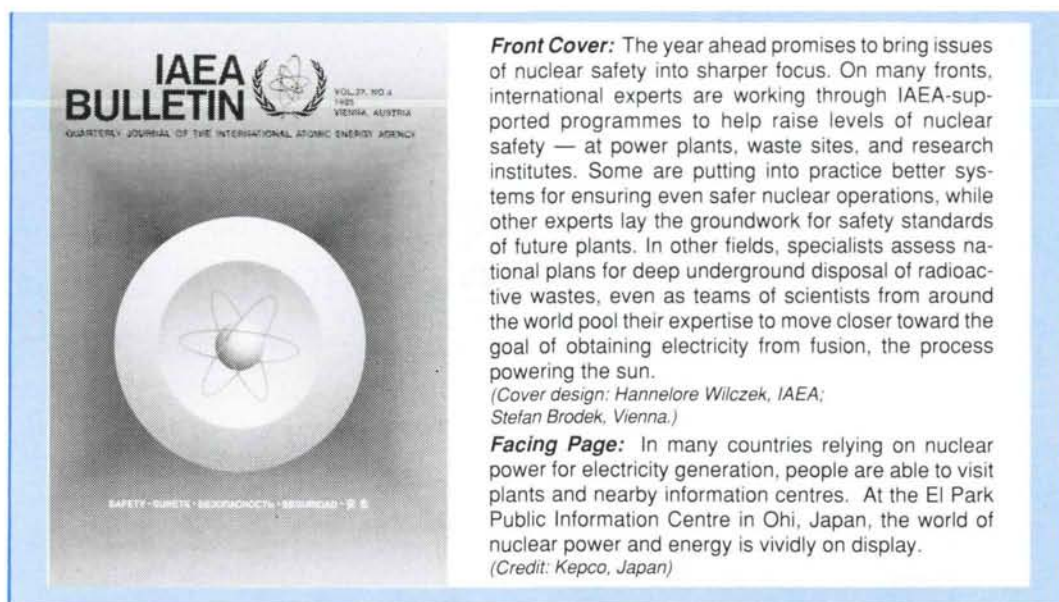 IAEA
BULLETIN
VOL.37, NO.4
1995
VIENNA, AUSTRIA
QUARTERLY JOURNAL OF THE INTERNATIONAL ATOMIC ENERGY AGENCY
SAFETY · SURETE · БЕЗОПАСНОСТЬ · SEGURIDAD · 安全
Front Cover: The year ahead promises to bring issues
of nuclear safety into sharper focus. On many fronts,
international experts are working through IAEA-sup-
ported programmes to help raise levels of nuclear
safety — at power plants, waste sites, and research
institutes. Some are putting into practice better sys-
tems for ensuring even safer nuclear operations, while
other experts lay the groundwork for safety standards
of future plants. In other fields, specialists assess na-
tional plans for deep underground disposal of radioac-
tive wastes, even as teams of scientists from around
the world pool their expertise to move closer toward the
goal of obtaining electricity from fusion, the process
powering the sun.
(Cover design: Hannelore Wilczek, IAEA;
Stefan Brodek, Vienna.)
Facing Page: In many countries relying on nuclear
power for electricity generation, people are able to visit
plants and nearby information centres. At the El Park
Public Information Centre in Ohi, Japan, the world of
nuclear power and energy is vividly on display.
(Credit: Kepco, Japan)